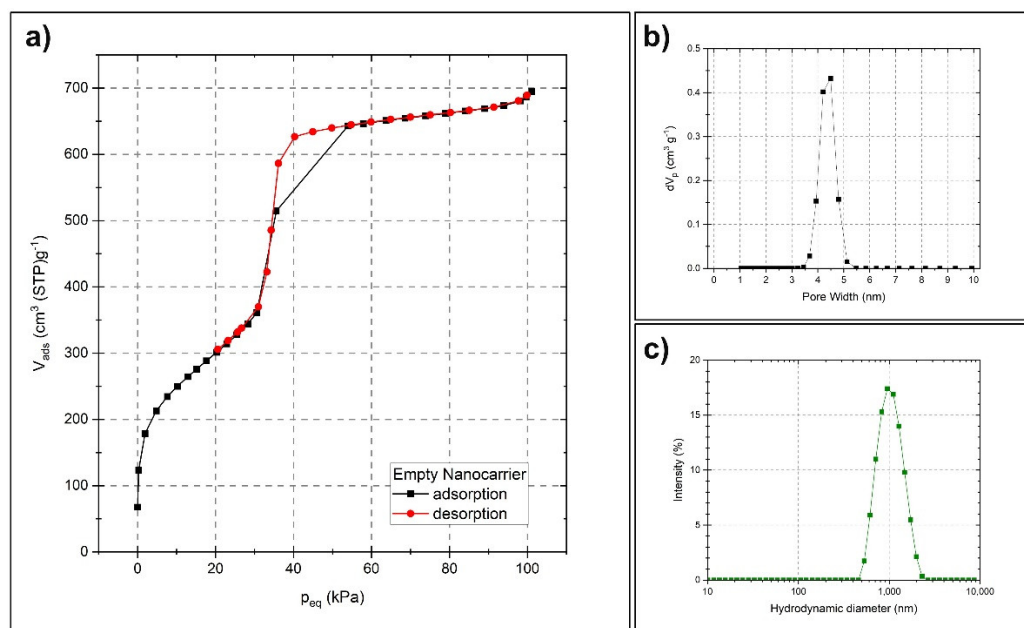 a)
V_ads (cm³ (STP)g⁻¹)
700
600
500
400
300
200
100
0
0 20 40 60 80 100
p_eq (kPa)
Empty Nanocarrier
adsorption
desorption
b)
dV_p (cm³ g⁻¹)
0.5
0.4
0.3
0.2
0.1
0.0
0 1 2 3 4 5 6 7 8 9 10
Pore Width (nm)
c)
Intensity (%)
20
15
10
5
0
10 100 1,000 10,000
Hydrodynamic diameter (nm)